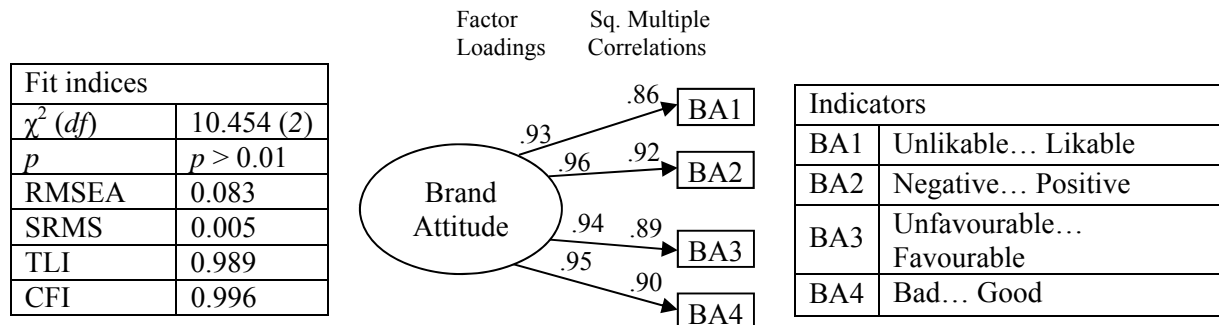 Factor Loadings
Sq. Multiple Correlations
Fit indices
χ² (df) 10.454 (2)
p p > 0.01
RMSEA 0.083
SRMS 0.005
TLI 0.989
CFI 0.996
Brand
Attitude
.93 .86 BA1
.96 .92 BA2
.94 .89 BA3
.95 .90 BA4
Indicators
BA1 Unlikable… Likable
BA2 Negative… Positive
BA3 Unfavourable…
Favourable
BA4 Bad… Good